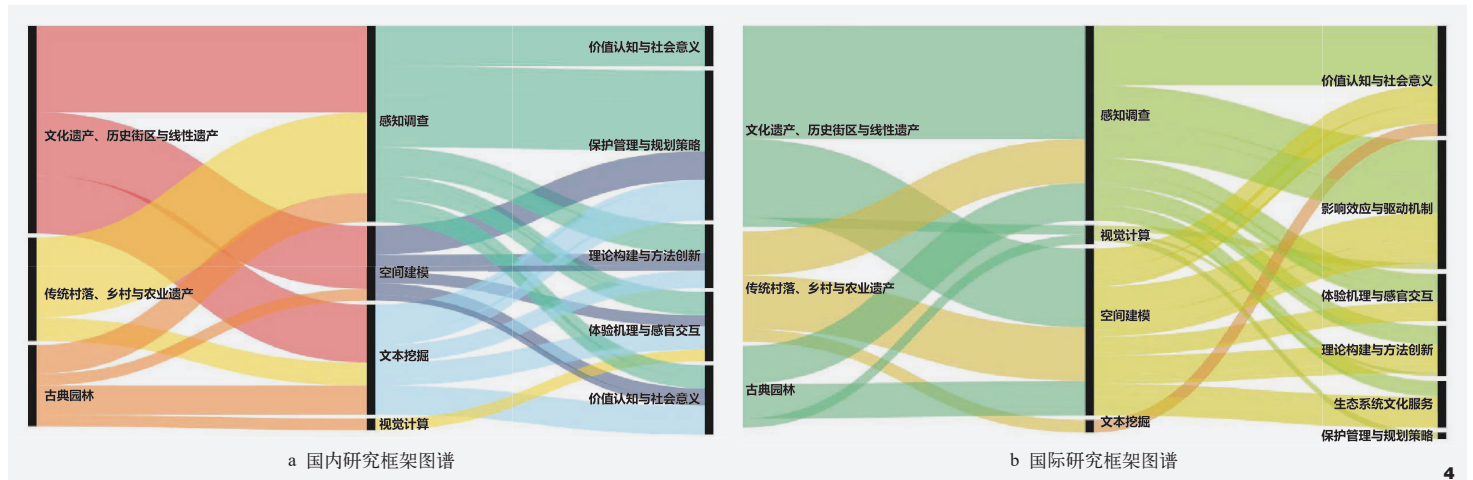 价值认知与社会意义
感知调查
文化遗产、历史街区与线性遗产
保护管理与规划策略
理论构建与方法创新
空间建模
传统村落、乡村与农业遗产
体验机理与感官交互
文本挖掘
古典园林
价值认知与社会意义
视觉计算
a 国内研究框架图谱
价值认知与社会意义
感知调查
文化遗产、历史街区与线性遗产
影响效应与驱动机制
视觉计算
传统村落、乡村与农业遗产
体验机理与感官交互
空间建模
理论构建与方法创新
古典园林
生态系统文化服务
文本挖掘
保护管理与规划策略
b 国际研究框架图谱
4